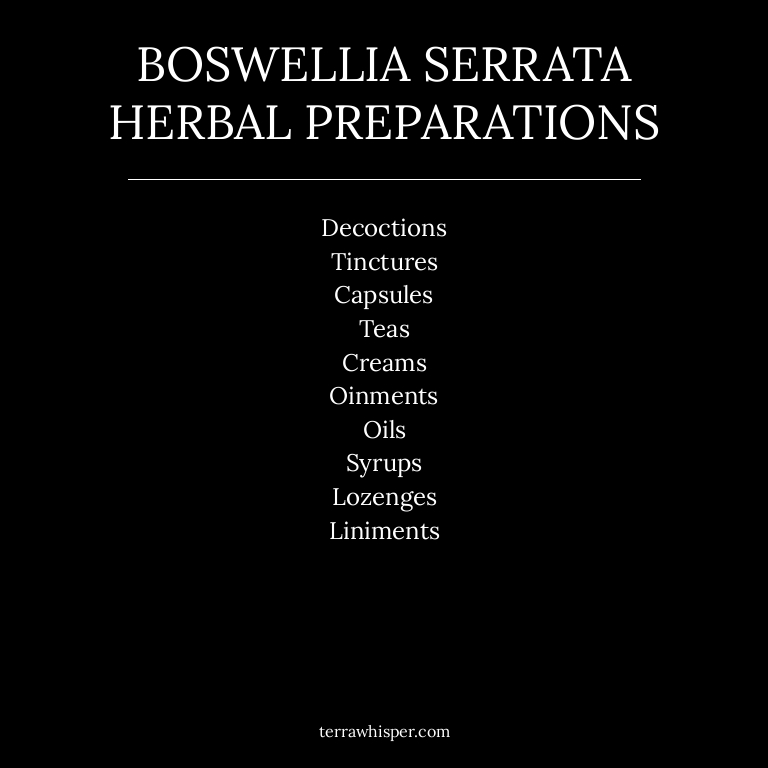 BOSWELLIA SERRATA
HERBAL PREPARATIONS
Decoctions
Tinctures
Capsules
Teas
Creams
Oinments
Oils
Syrups
Lozenges
Liniments
terrawhisper.com